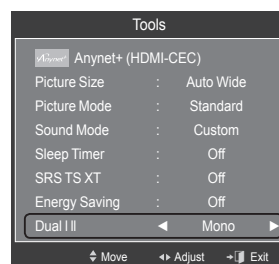 Tools
Anynet+ Anynet+ (HDMI-CEC)
Picture Size : Auto Wide
Picture Mode : Standard
Sound Mode : Custom
Sleep Timer : Off
SRS TS XT : Off
Energy Saving : Off
Dual l ll ◄ Mono ►
Move Adjust Exit